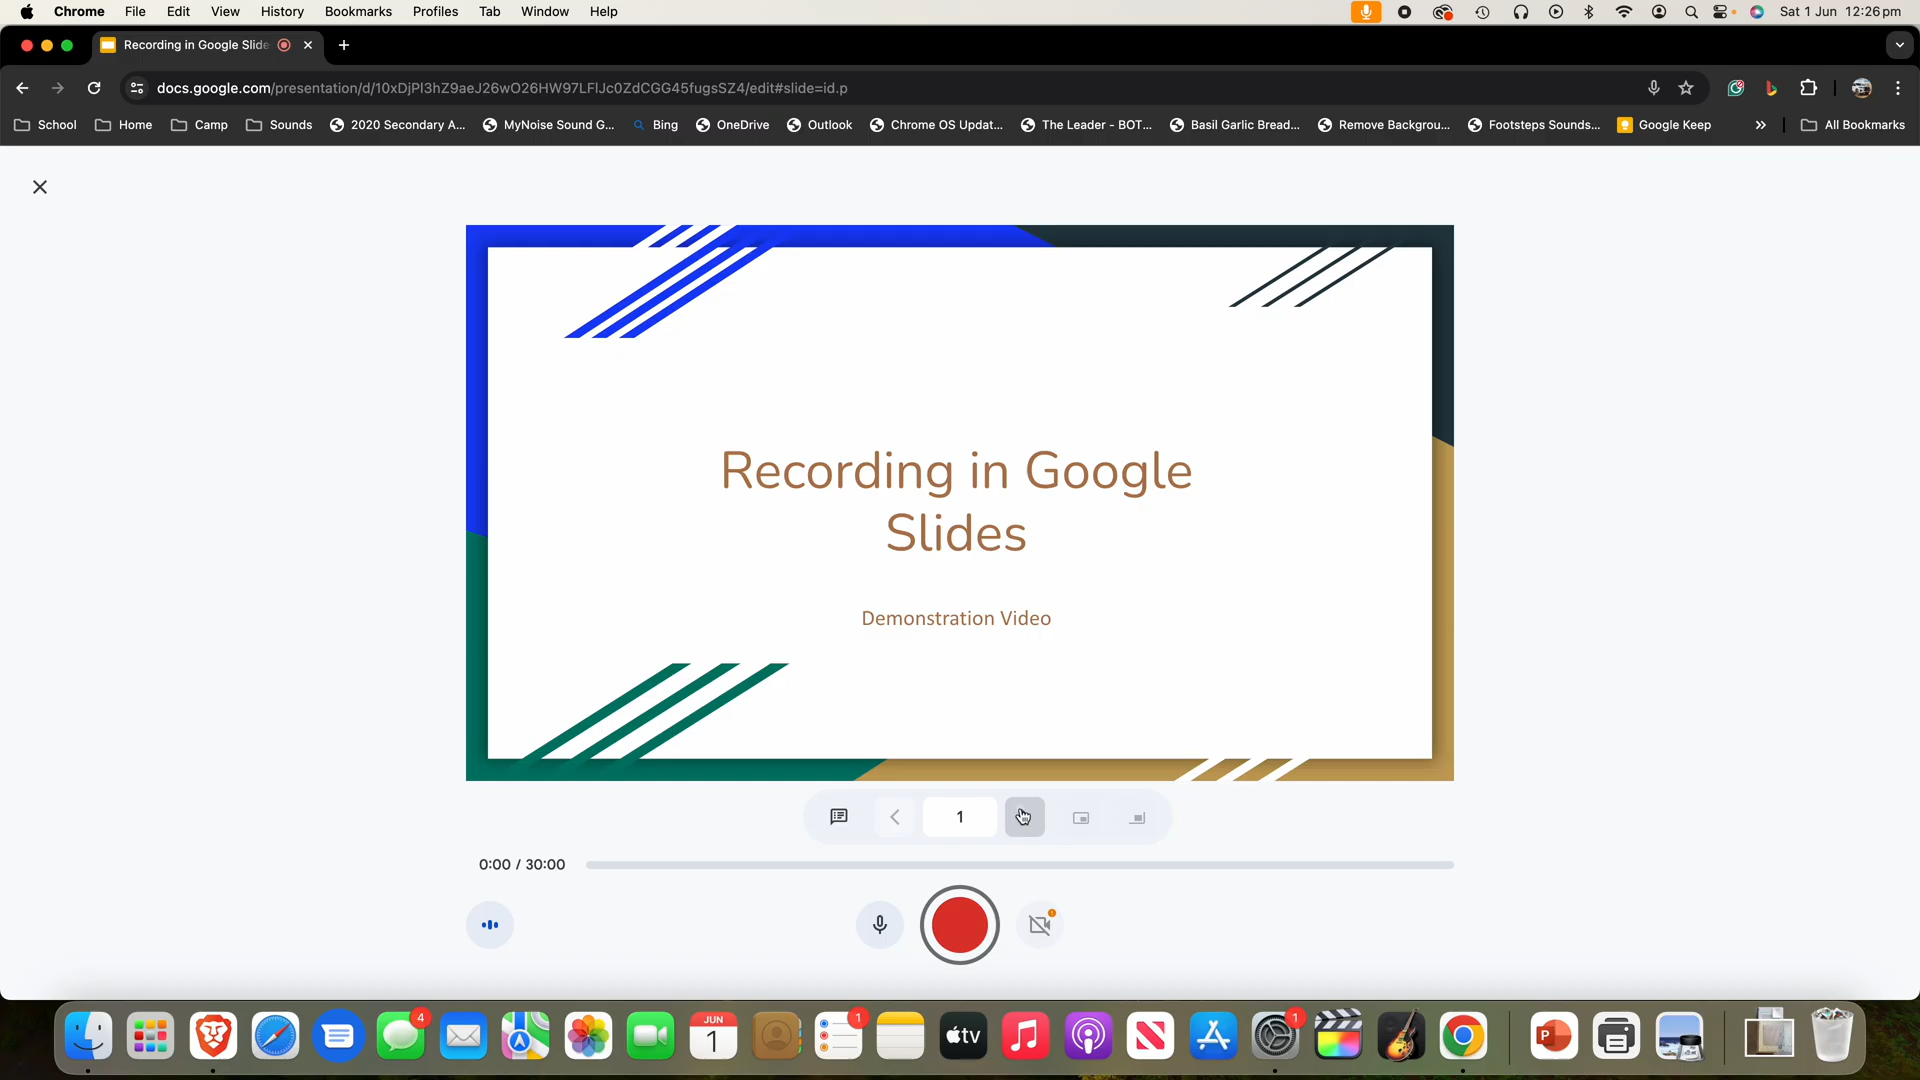 Chrome File Edit View History Bookmarks Profiles Tab Window Help Sat 1 Jun 12:26 pm
Recording in Google Slide
docs.google.com/presentation/d/10xDjPl3hZ9aeJ26wO26HW97LFlJc0ZdCGG45fugsSZ4/edit#slide=id.p
School Home Camp Sounds 2020 Secondary A... MyNoise Sound G... Bing OneDrive Outlook Chrome OS Updat... The Leader - BOT... Basil Garlic Bread... Remove Backgrou... Footsteps Sounds... Google Keep » All Bookmarks
Recording in Google
Slides
Demonstration Video
1
0:00 / 30:00
4
JUN
1
1
tv
1
P